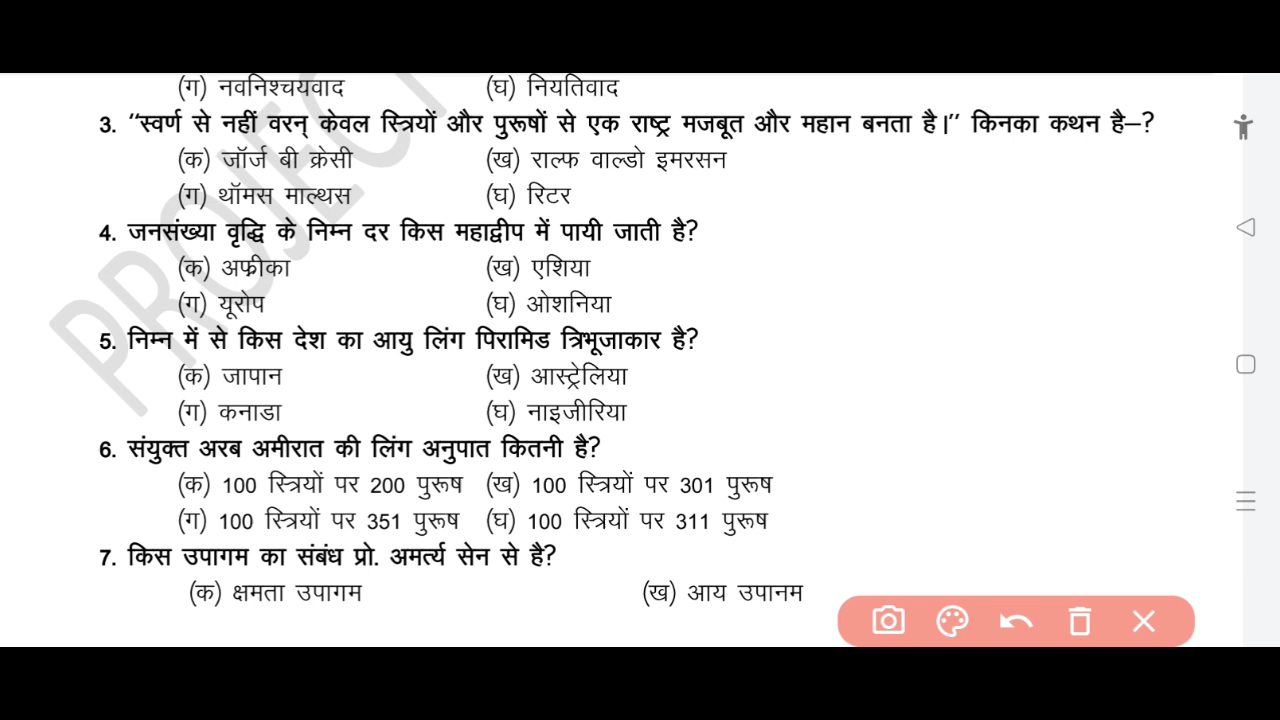 (ग) नवनिश्चयवाद (घ) नियतिवाद
3. “स्वर्ण से नहीं वरन् केवल स्त्रियों और पुरूषों से एक राष्ट्र मजबूत और महान बनता है।” किनका कथन है–?
(क) जॉर्ज बी क्रेसी (ख) राल्फ वाल्डो इमरसन
(ग) थॉमस माल्थस (घ) रिटर
4. जनसंख्या वृद्धि के निम्न दर किस महाद्वीप में पायी जाती है?
(क) अफ्रीका (ख) एशिया
(ग) यूरोप (घ) ओशनिया
5. निम्न में से किस देश का आयु लिंग पिरामिड त्रिभूजाकार है?
(क) जापान (ख) आस्ट्रेलिया
(ग) कनाडा (घ) नाइजीरिया
6. संयुक्त अरब अमीरात की लिंग अनुपात कितनी है?
(क) 100 स्त्रियों पर 200 पुरूष (ख) 100 स्त्रियों पर 301 पुरूष
(ग) 100 स्त्रियों पर 351 पुरूष (घ) 100 स्त्रियों पर 311 पुरूष
7. किस उपागम का संबंध प्रो. अमर्त्य सेन से है?
(क) क्षमता उपागम (ख) आय उपानम
PROJECT